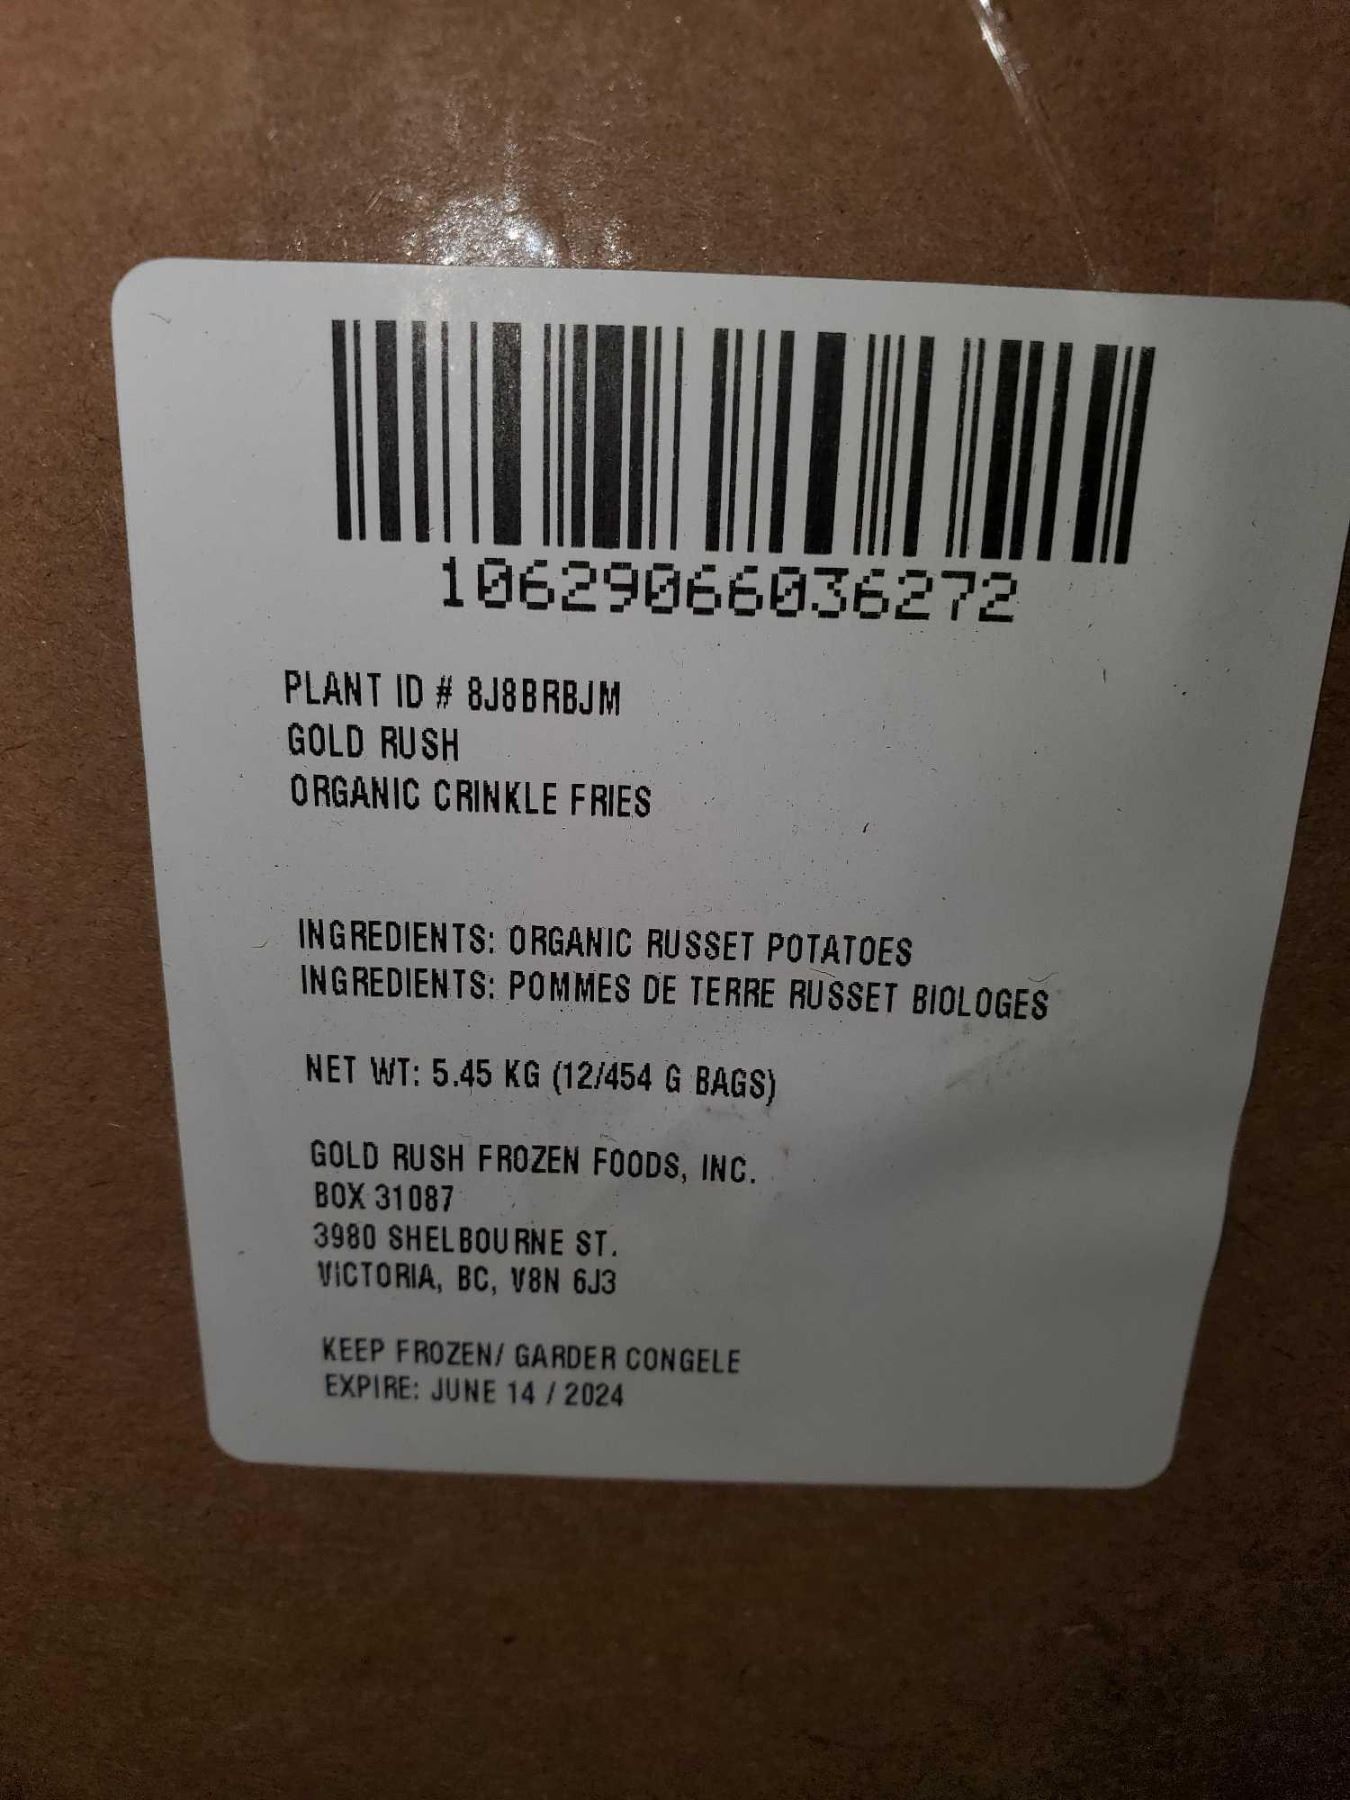 10629066036272
PLANT ID # 8J8BRBJM
GOLD RUSH
ORGANIC CRINKLE FRIES
INGREDIENTS: ORGANIC RUSSET POTATOES
INGREDIENTS: POMMES DE TERRE RUSSET BIOLOGES
NET WT: 5.45 KG (12/454 G BAGS)
GOLD RUSH FROZEN FOODS, INC.
BOX 31087
3980 SHELBOURNE ST.
VICTORIA, BC, V8N 6J3
KEEP FROZEN/ GARDER CONGELE
EXPIRE: JUNE 14 / 2024